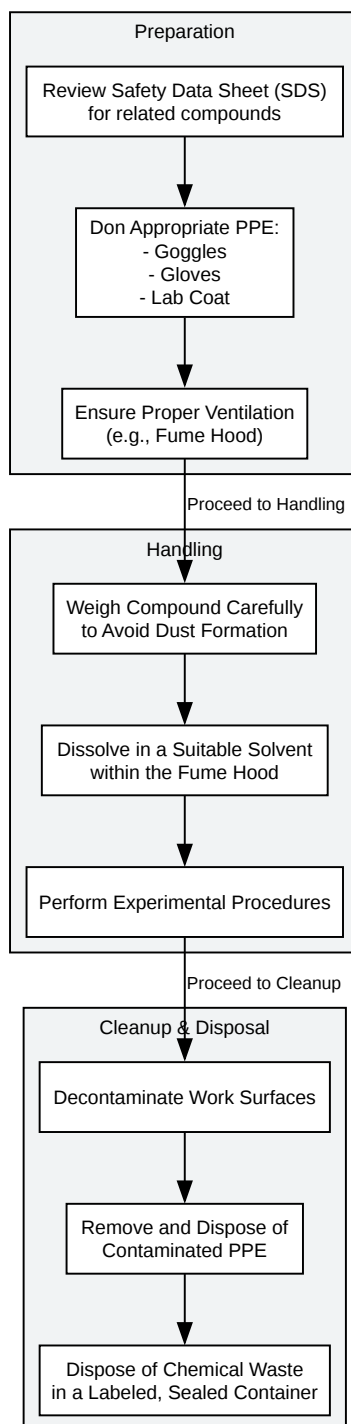 Preparation
Review Safety Data Sheet (SDS)
for related compounds
Don Appropriate PPE:
- Goggles
- Gloves
- Lab Coat
Ensure Proper Ventilation
(e.g., Fume Hood)
Proceed to Handling
Handling
Weigh Compound Carefully
to Avoid Dust Formation
Dissolve in a Suitable Solvent
within the Fume Hood
Perform Experimental Procedures
Proceed to Cleanup
Cleanup & Disposal
Decontaminate Work Surfaces
Remove and Dispose of
Contaminated PPE
Dispose of Chemical Waste
in a Labeled, Sealed Container